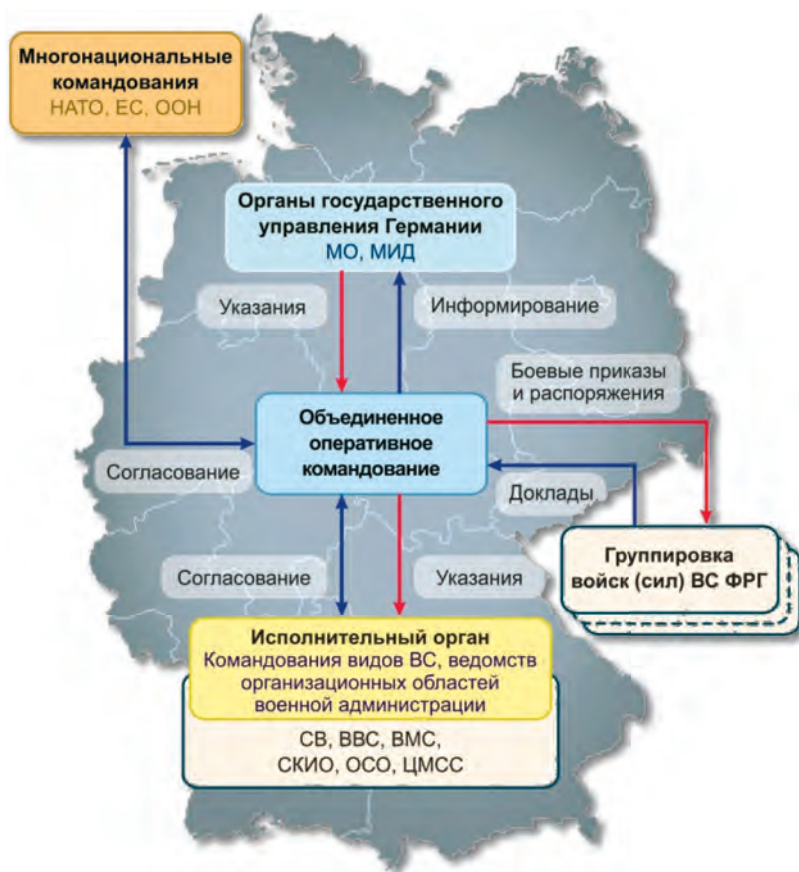 Многонациональные
командования
НАТО, ЕС, ООН
Органы государственного
управления Германии
МО, МИД
Указания
Информирование
Боевые приказы
и распоряжения
Объединенное
оперативное
командование
Согласование
Доклады
Группировка
войск (сил) ВС ФРГ
Согласование
Указания
Исполнительный орган
Командования видов ВС, ведомств
организационных областей
военной администрации
СВ, ВВС, ВМС,
СКИО, ОСО, ЦМСС